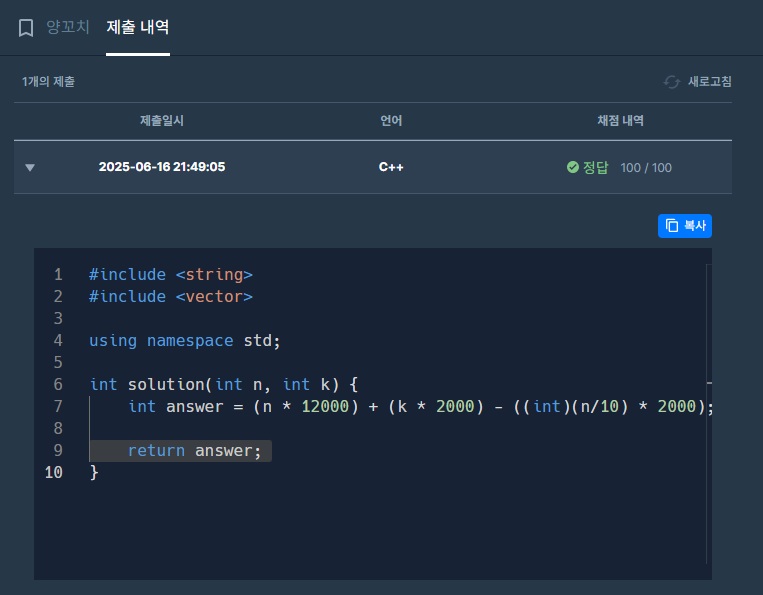 양꼬치 제출 내역
1개의 제출 새로고침
제출일시 언어 채점 내역
2025-06-16 21:49:05 C++ 정답 100 / 100
복사
1 #include <string>
2 #include <vector>
3
4 using namespace std;
5
6 int solution(int n, int k) {
7     int answer = (n * 12000) + (k * 2000) - ((int)(n/10) * 2000);
8
9     return answer;
10 }